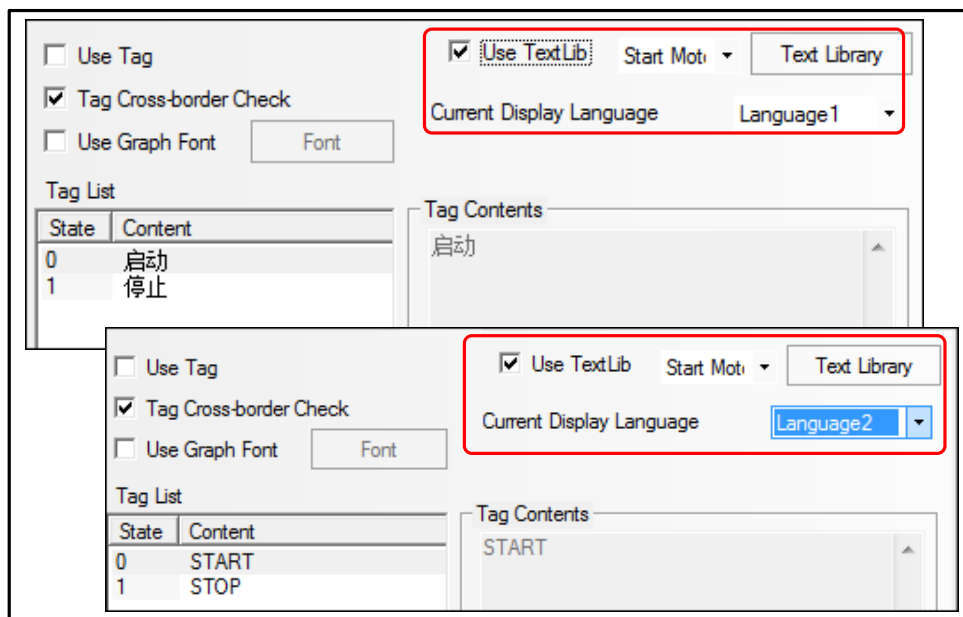 Use Tag
Use TextLib Start Mot Text Library
Tag Cross-border Check
Current Display Language Language1
Use Graph Font Font
Tag List
Tag Contents
State Content
0 启动
启动
1 停止
Use Tag
Use TextLib Start Mot Text Library
Tag Cross-border Check
Current Display Language Language2
Use Graph Font Font
Tag List
Tag Contents
State Content
0 START
START
1 STOP